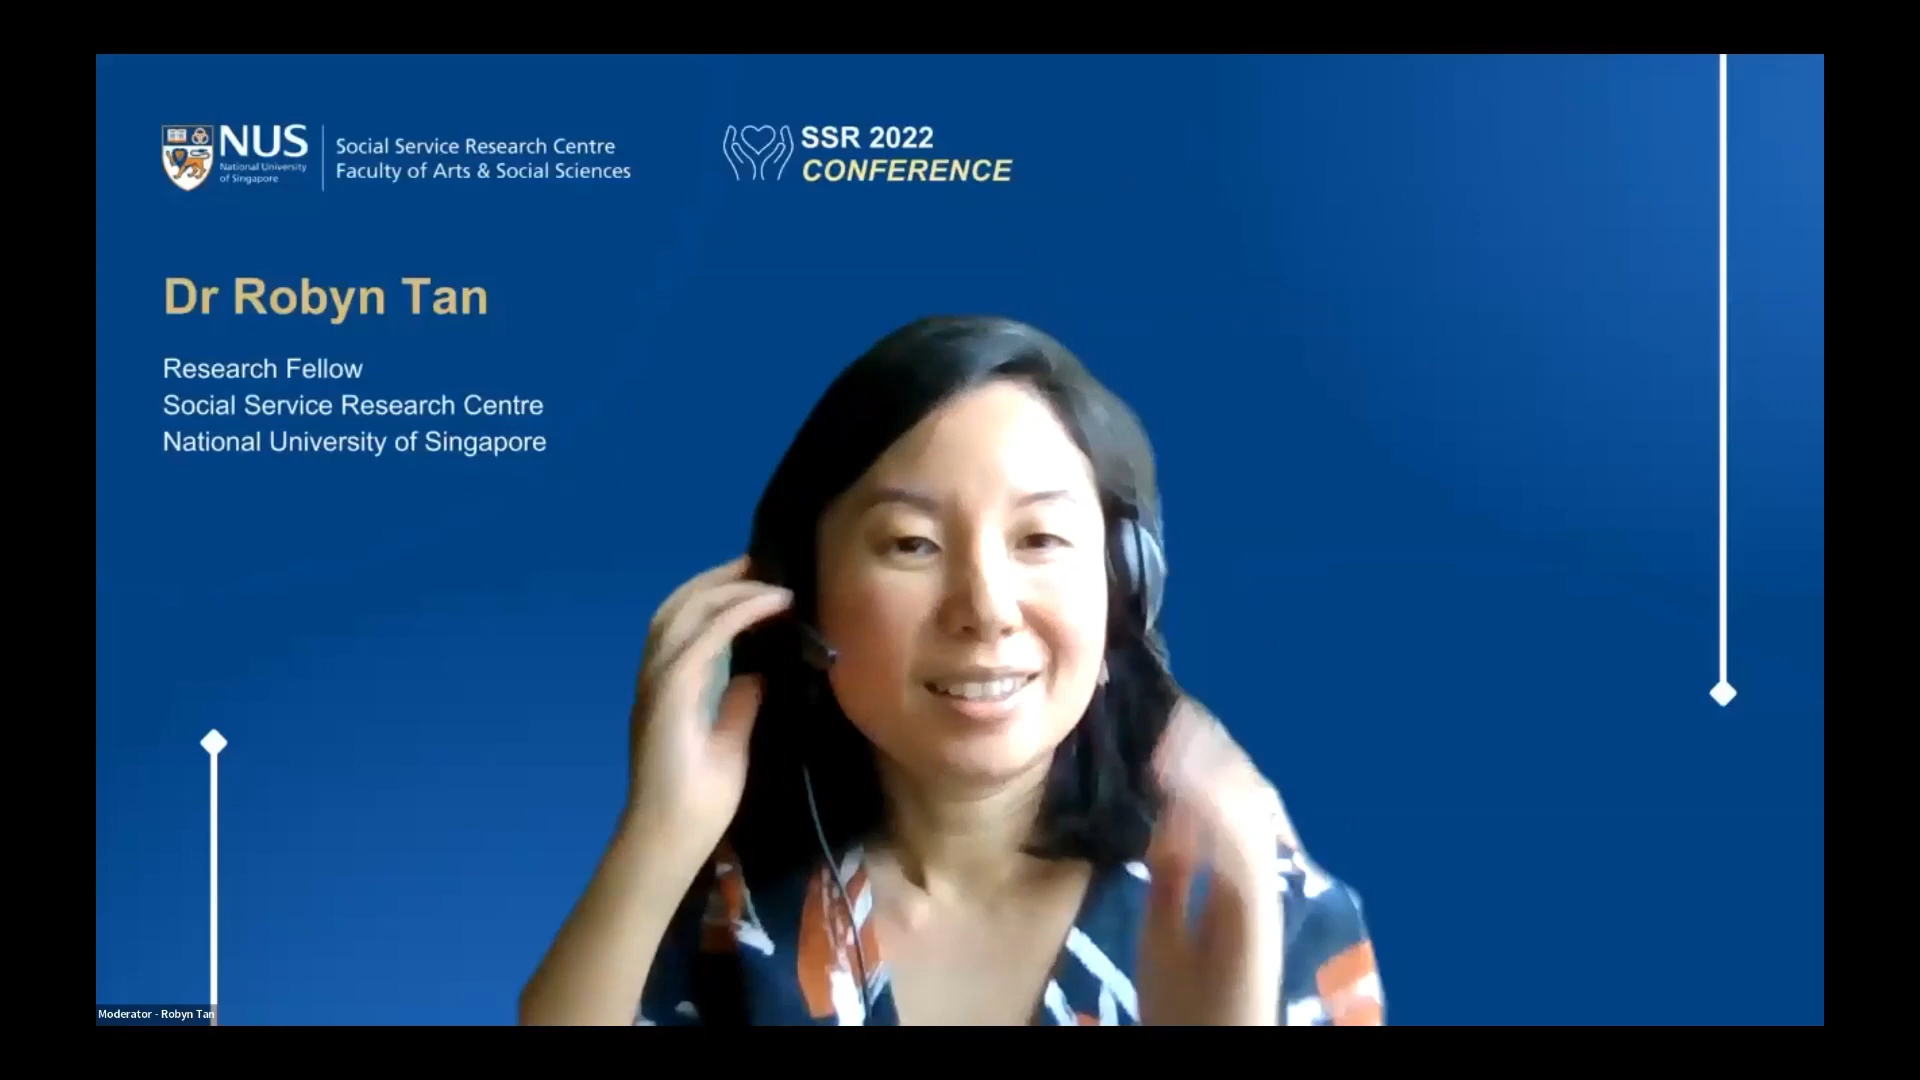 NUS
National University
of Singapore
Social Service Research Centre
Faculty of Arts & Social Sciences
SSR 2022
CONFERENCE
Dr Robyn Tan
Research Fellow
Social Service Research Centre
National University of Singapore
Moderator - Robyn Tan